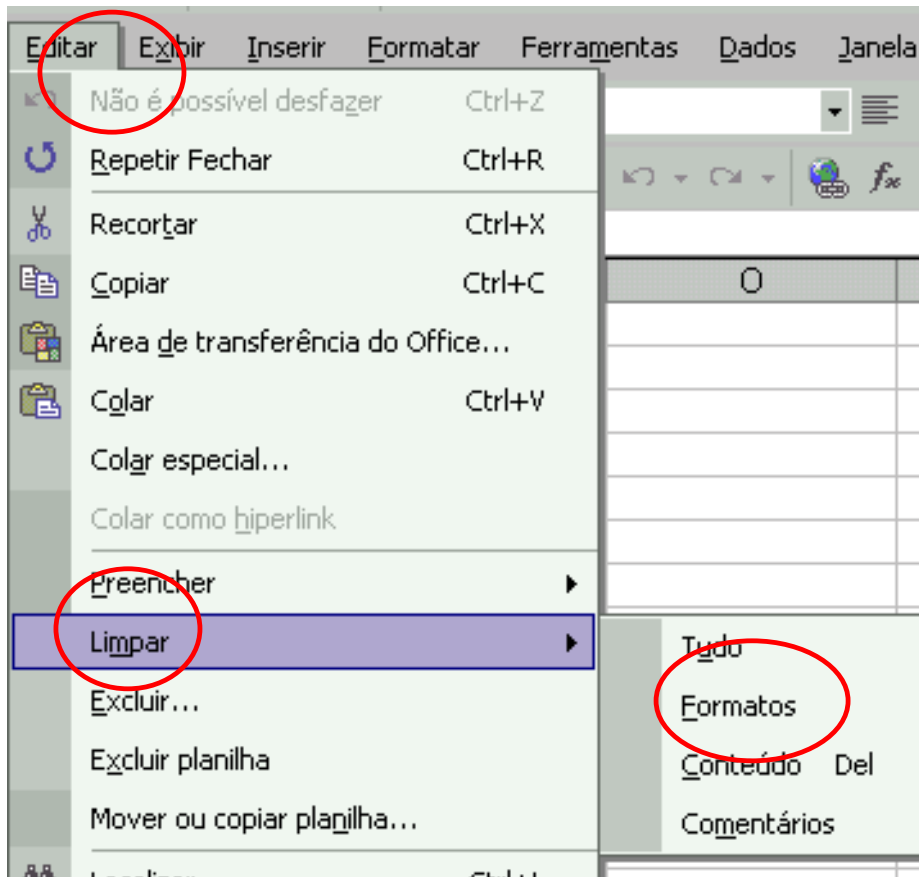 Editar Exibir Inserir Formatar Ferramentas Dados Janela
Não é possível desfazer Ctrl+Z
Repetir Fechar Ctrl+R
Recortar Ctrl+X
Copiar Ctrl+C
O
Área de transferência do Office...
Colar Ctrl+V
Colar especial...
Colar como hiperlink
Preencher
Limpar
Excluir...
Excluir planilha
Mover ou copiar planilha...
Tudo
Formatos
Conteúdo Del
Comentários